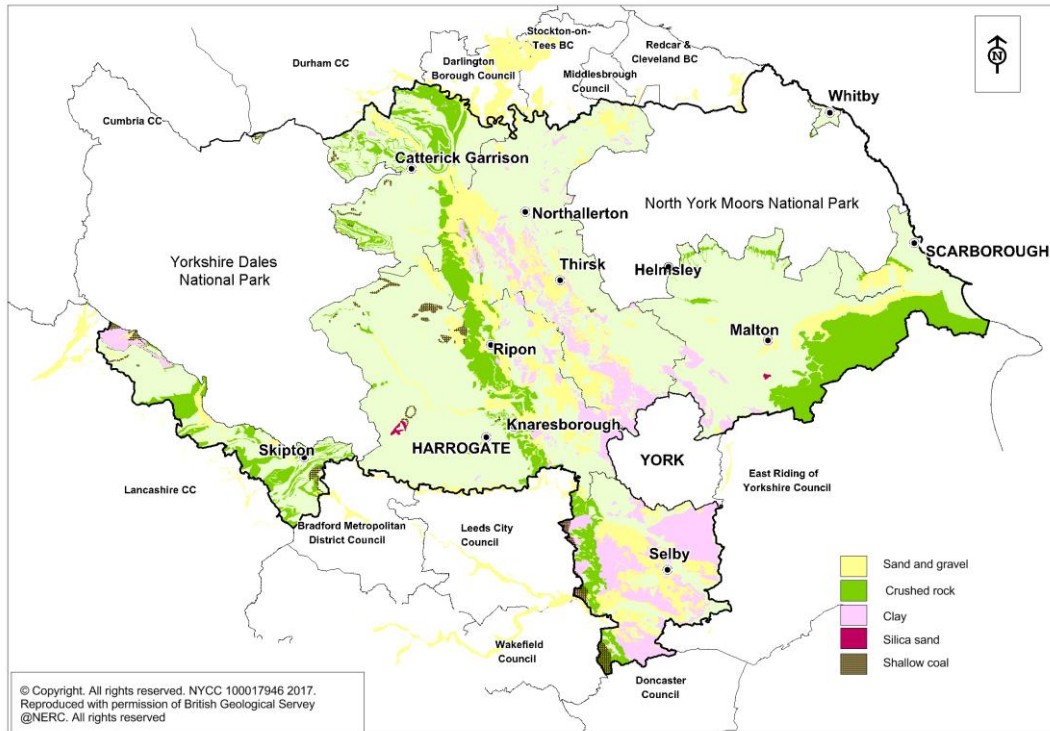 Stockton-on-
Tees BC
Redcar &
Cleveland BC
Durham CC
Darlington
Borough Council
Middlesbrough
Council
N
Whitby
Cumbria CC
Catterick Garrison
Northallerton
North York Moors National Park
SCARBOROUGH
Yorkshire Dales
National Park
Thirsk
Helmsley
Malton
Ripon
Knaresborough
HARROGATE
YORK
Skipton
Lancashire CC
East Riding of
Yorkshire Council
Bradford Metropolitan
District Council
Leeds City
Council
Selby
Wakefield
Council
Doncaster
Council
Sand and gravel
Crushed rock
Clay
Silica sand
Shallow coal
© Copyright. All rights reserved. NYCC 100017946 2017.
Reproduced with permission of British Geological Survey
@NERC. All rights reserved